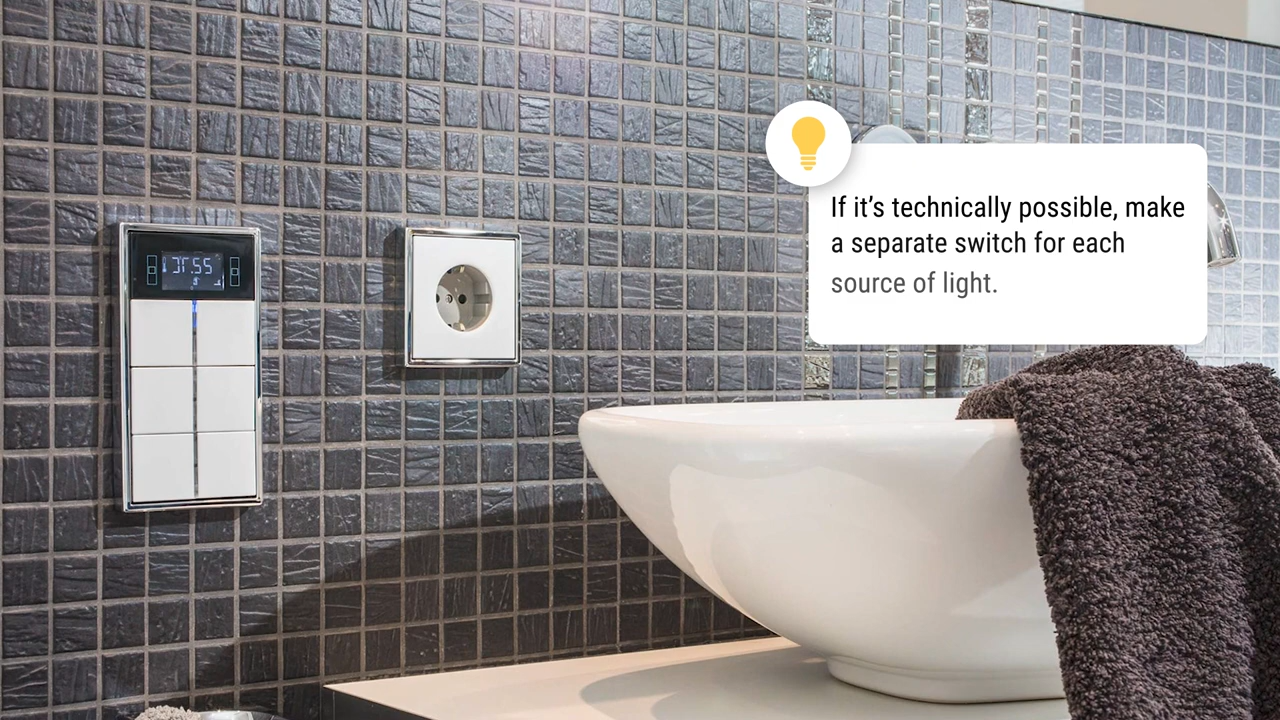 If it’s technically possible, make
a separate switch for each
source of light.